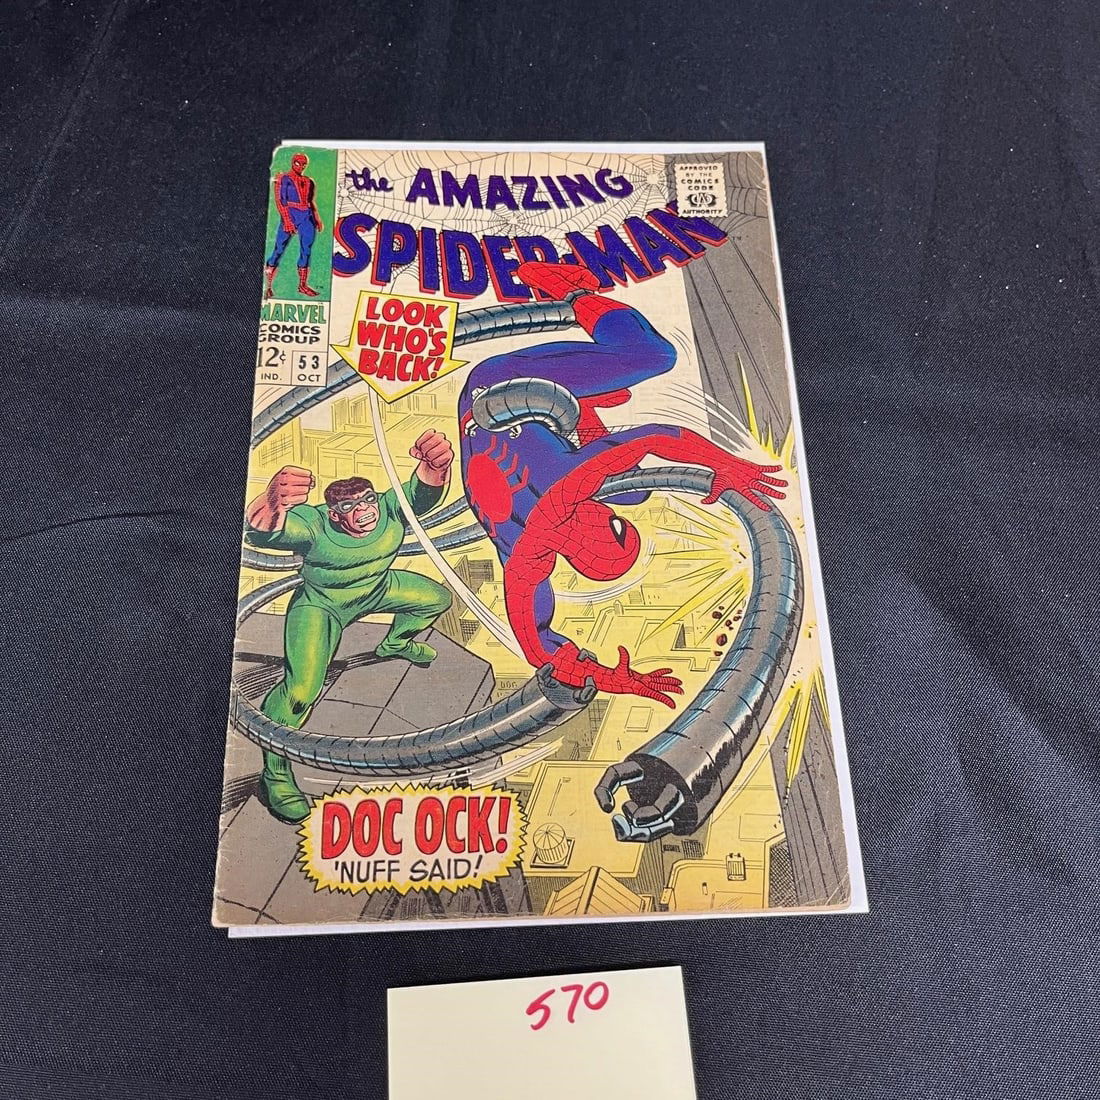 the AMAZING
SPIDER-MAN
TM
APPROVED
BY THE
COMICS
CODE
CA
AUTHORITY
MARVEL
COMICS
GROUP
12¢
IND.
53
OCT
LOOK
WHO'S
BACK!
DOC OCK!
'NUFF SAID!
570